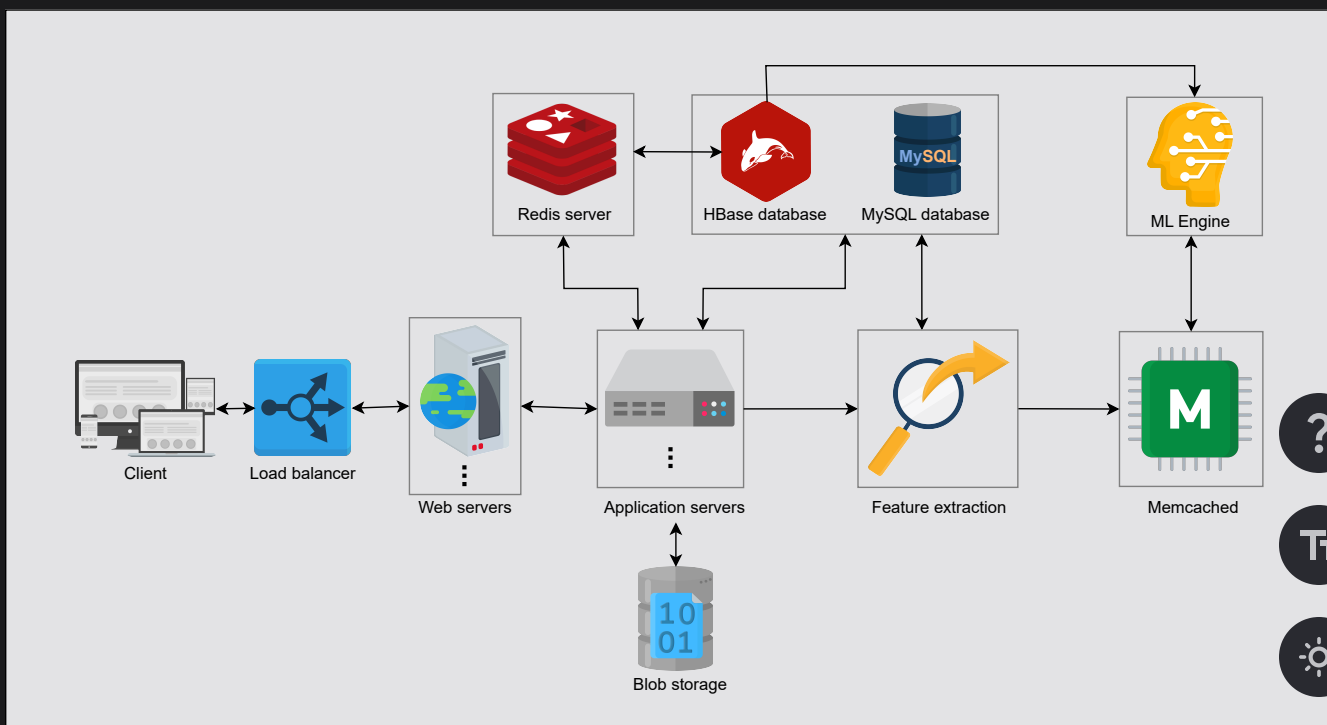 MySQL
Redis server
HBase database
MySQL database
ML Engine
M
Client
Load balancer
Web servers
Application servers
Feature extraction
Memcached
10
01
Blob storage
?